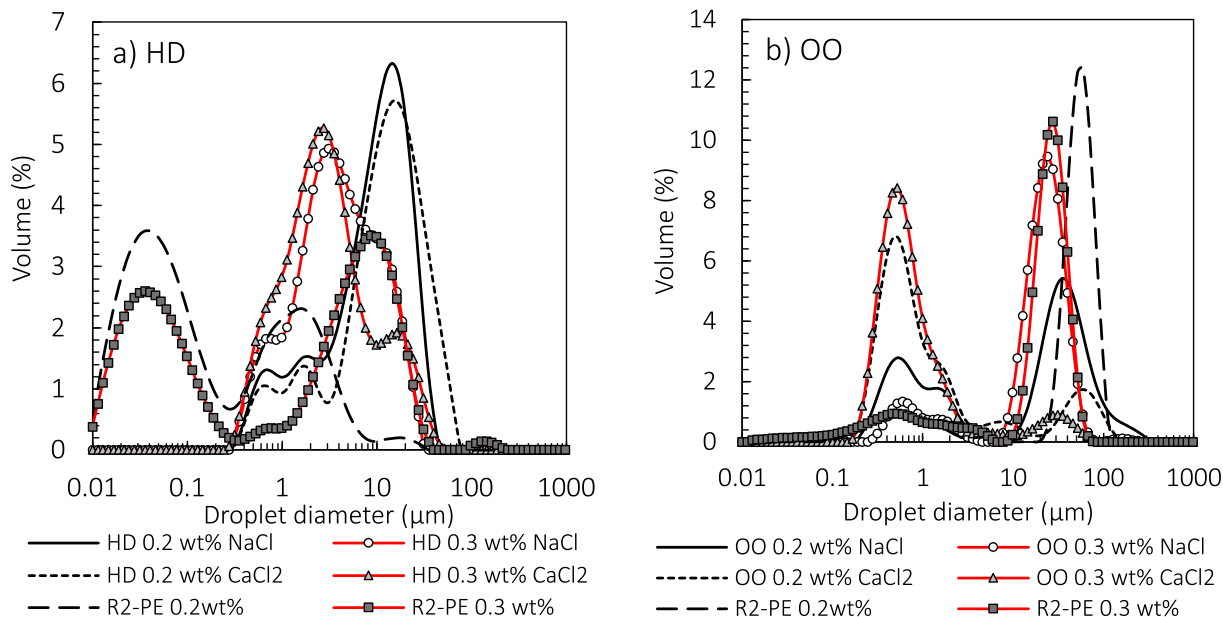 a) HD
Volume (%)
7
6
5
4
3
2
1
0
0.01 0.1 1 10 100 1000
Droplet diameter (µm)
HD 0.2 wt% NaCl
HD 0.3 wt% NaCl
HD 0.2 wt% CaCl2
HD 0.3 wt% CaCl2
R2-PE 0.2wt%
R2-PE 0.3 wt%
b) OO
Volume (%)
14
12
10
8
6
4
2
0
0.01 0.1 1 10 100 1000
Droplet diameter (µm)
OO 0.2 wt% NaCl
OO 0.3 wt% NaCl
OO 0.2 wt% CaCl2
OO 0.3 wt% CaCl2
R2-PE 0.2wt%
R2-PE 0.3 wt%